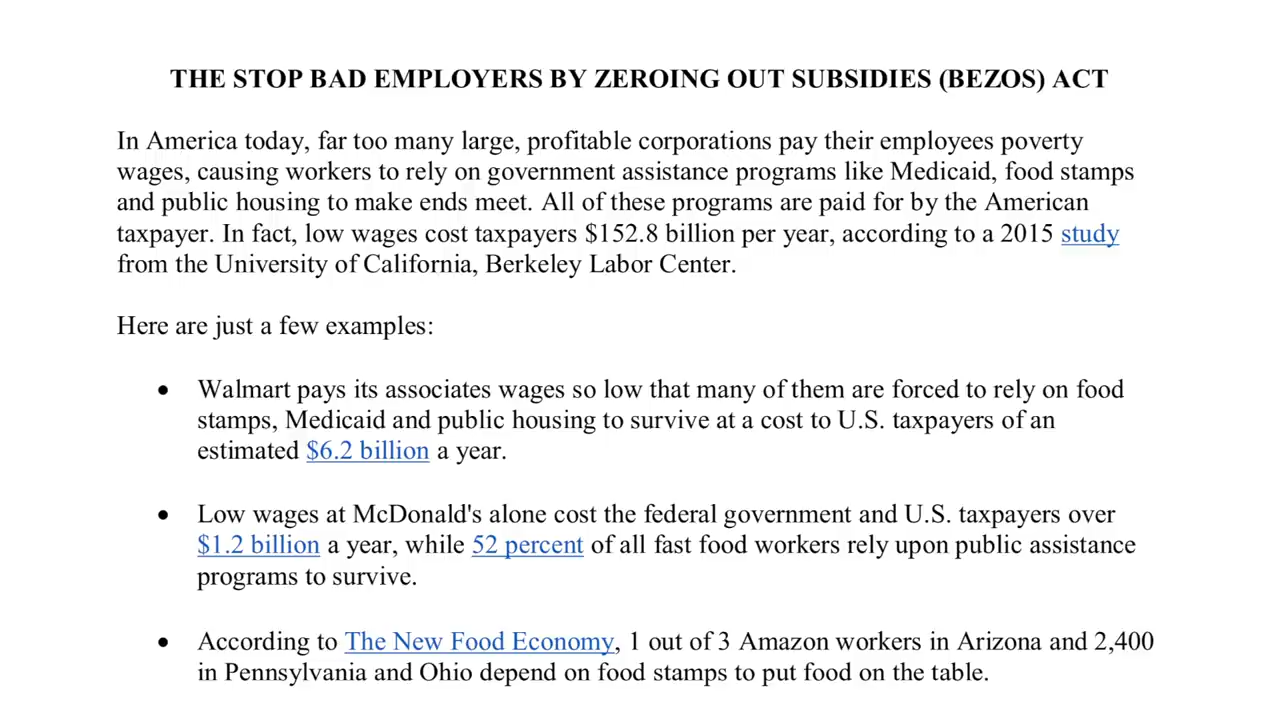 THE STOP BAD EMPLOYERS BY ZEROING OUT SUBSIDIES (BEZOS) ACT
In America today, far too many large, profitable corporations pay their employees poverty
wages, causing workers to rely on government assistance programs like Medicaid, food stamps
and public housing to make ends meet. All of these programs are paid for by the American
taxpayer. In fact, low wages cost taxpayers $152.8 billion per year, according to a 2015 study
from the University of California, Berkeley Labor Center.
Here are just a few examples:
• Walmart pays its associates wages so low that many of them are forced to rely on food
stamps, Medicaid and public housing to survive at a cost to U.S. taxpayers of an
estimated $6.2 billion a year.
• Low wages at McDonald's alone cost the federal government and U.S. taxpayers over
$1.2 billion a year, while 52 percent of all fast food workers rely upon public assistance
programs to survive.
• According to The New Food Economy, 1 out of 3 Amazon workers in Arizona and 2,400
in Pennsylvania and Ohio depend on food stamps to put food on the table.